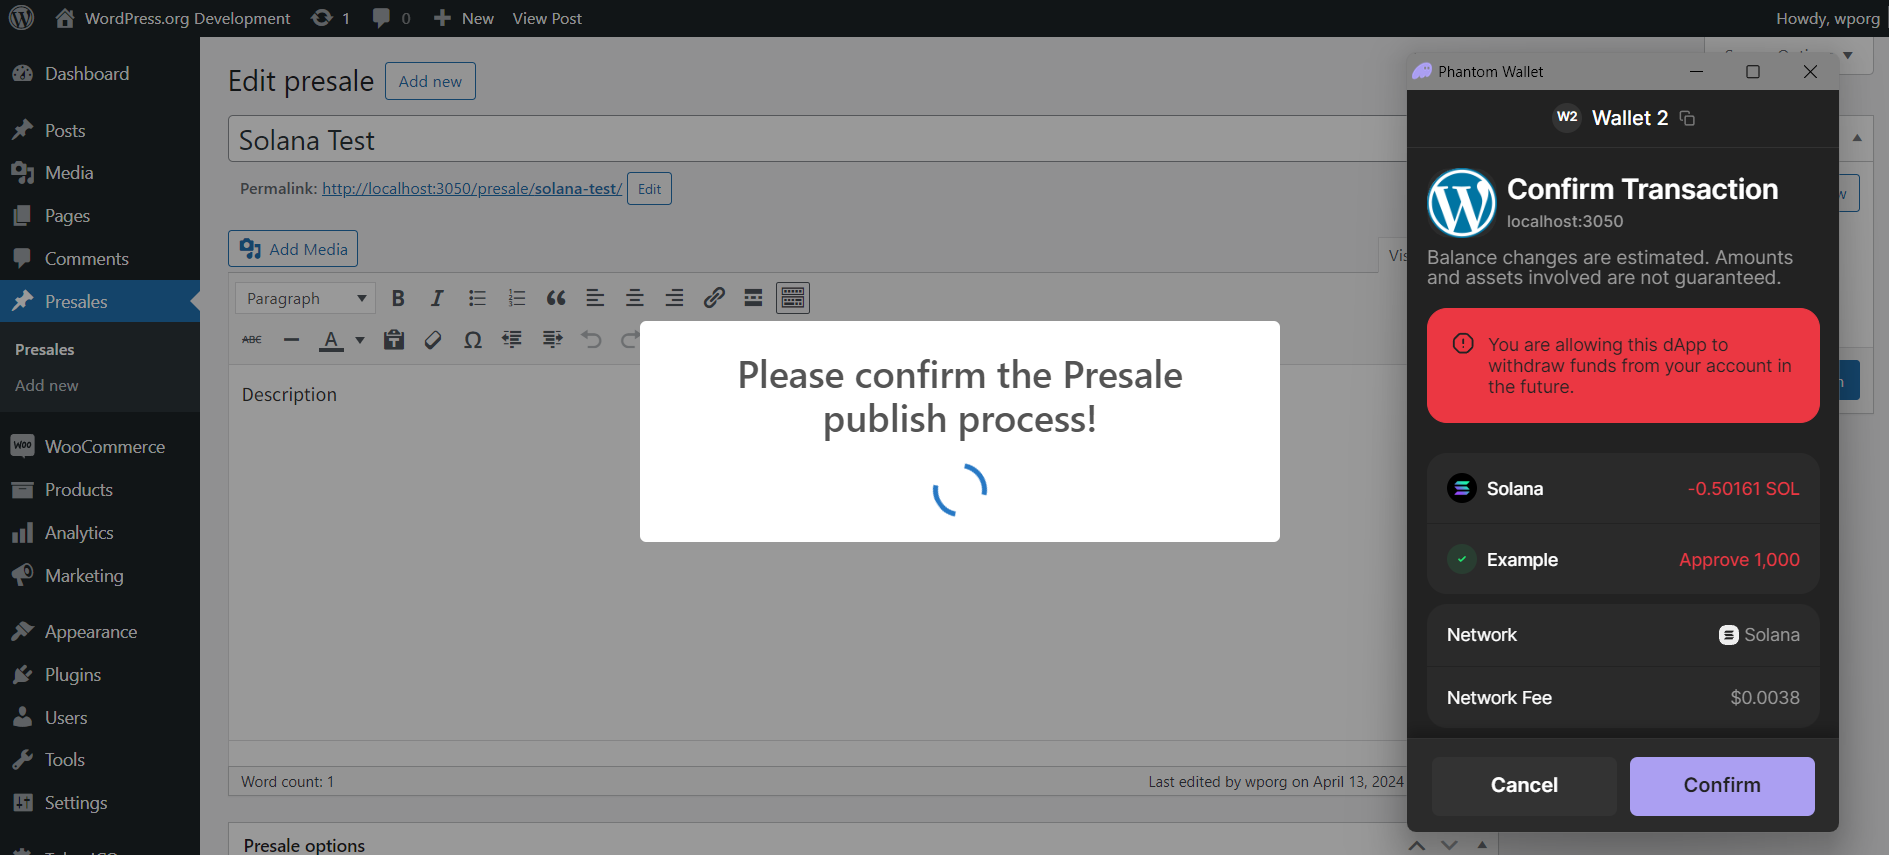 WordPress.org Development 1 0 New View Post
Howdy, wporg
Dashboard
Posts
Media
Pages
Comments
Presales
Presales
Add new
WooCommerce
Products
Analytics
Marketing
Appearance
Plugins
Users
Tools
Settings
Edit presale
Add new
Solana Test
Permalink: http://localhost:3050/presale/solana-test/ Edit
Add Media
Paragraph
Description
Please confirm the Presale
publish process!
Word count: 1
Last edited by wporg on April 13, 2024
Presale options
Phantom Wallet
W2 Wallet 2
Confirm Transaction
localhost:3050
Balance changes are estimated. Amounts
and assets involved are not guaranteed.
You are allowing this dApp to
withdraw funds from your account in
the future.
Solana -0.50161 SOL
Example Approve 1,000
Network Solana
Network Fee $0.0038
Cancel Confirm